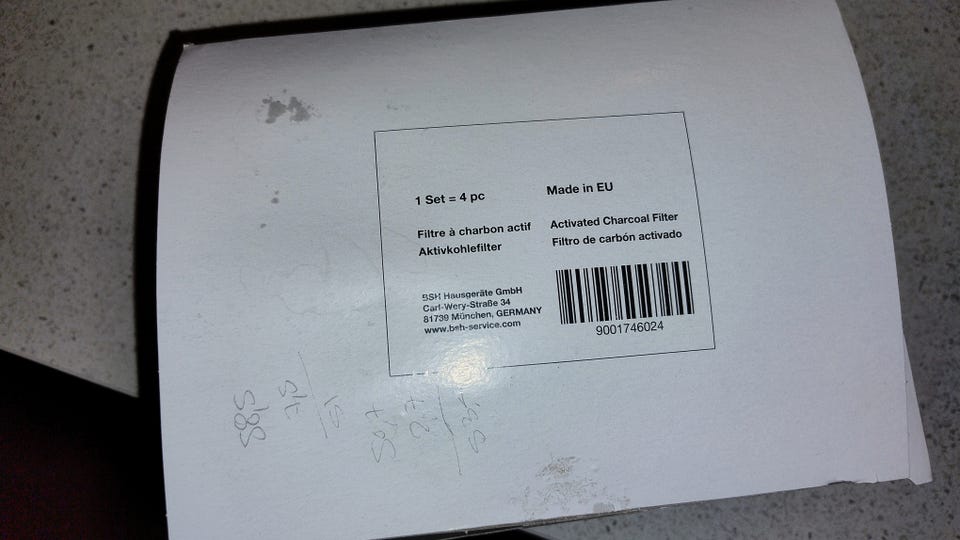 1 Set = 4 pc
Made in EU
Filtre à charbon actif
Aktivkohlefilter
Activated Charcoal Filter
Filtro de carbón activado
BSH Hausgeräte GmbH
Carl-Wery-Straße 34
81739 München, GERMANY
www.bsh-service.com
9001746024